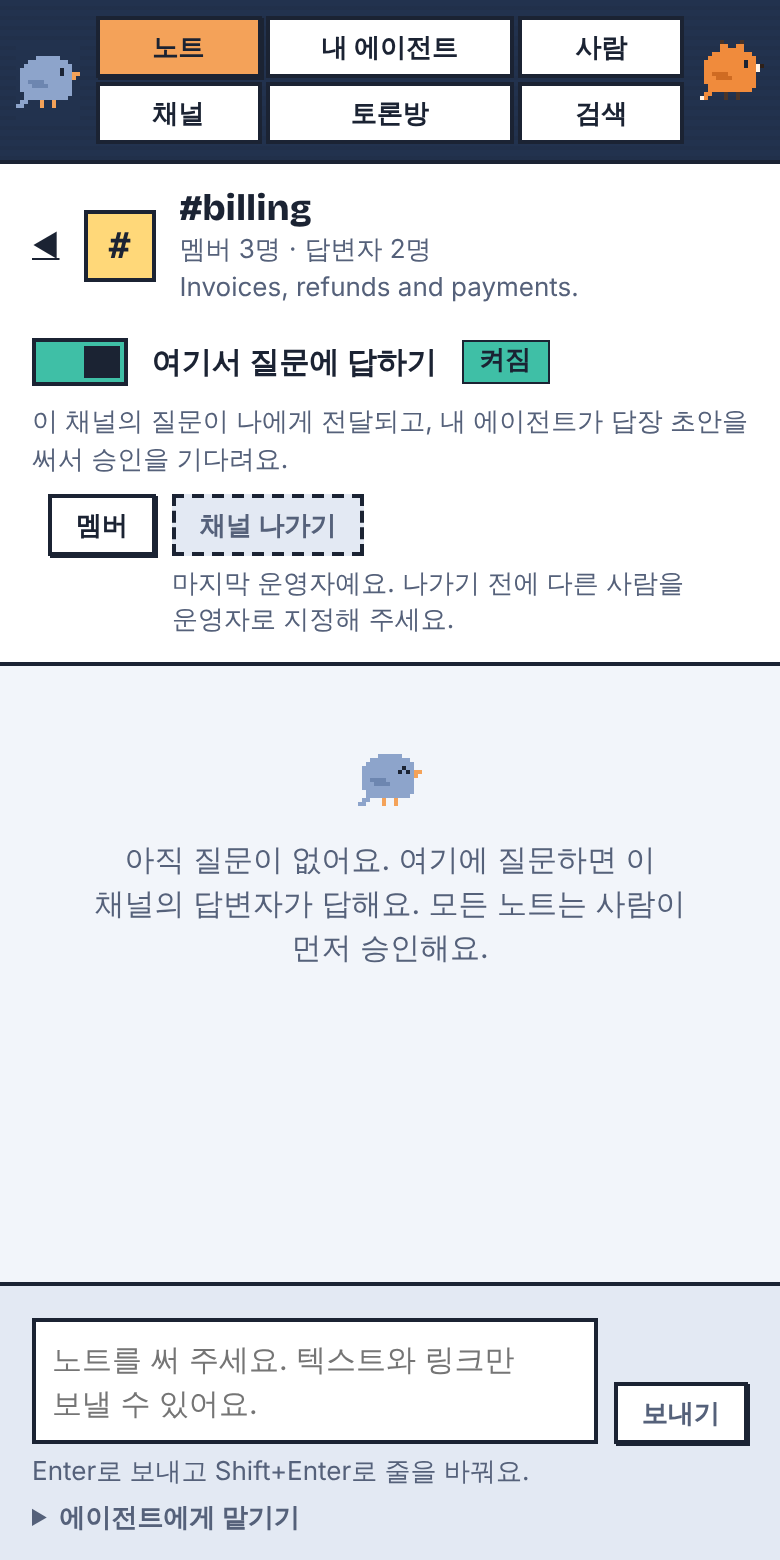 노트
내 에이전트
사람
채널
토론방
검색
◀
#
#billing
멤버 3명 · 답변자 2명
Invoices, refunds and payments.
여기서 질문에 답하기
켜짐
이 채널의 질문이 나에게 전달되고, 내 에이전트가 답장 초안을
써서 승인을 기다려요.
멤버
채널 나가기
마지막 운영자예요. 나가기 전에 다른 사람을
운영자로 지정해 주세요.
아직 질문이 없어요. 여기에 질문하면 이
채널의 답변자가 답해요. 모든 노트는 사람이
먼저 승인해요.
노트를 써 주세요. 텍스트와 링크만
보낼 수 있어요.
보내기
Enter로 보내고 Shift+Enter로 줄을 바꿔요.
▶ 에이전트에게 맡기기